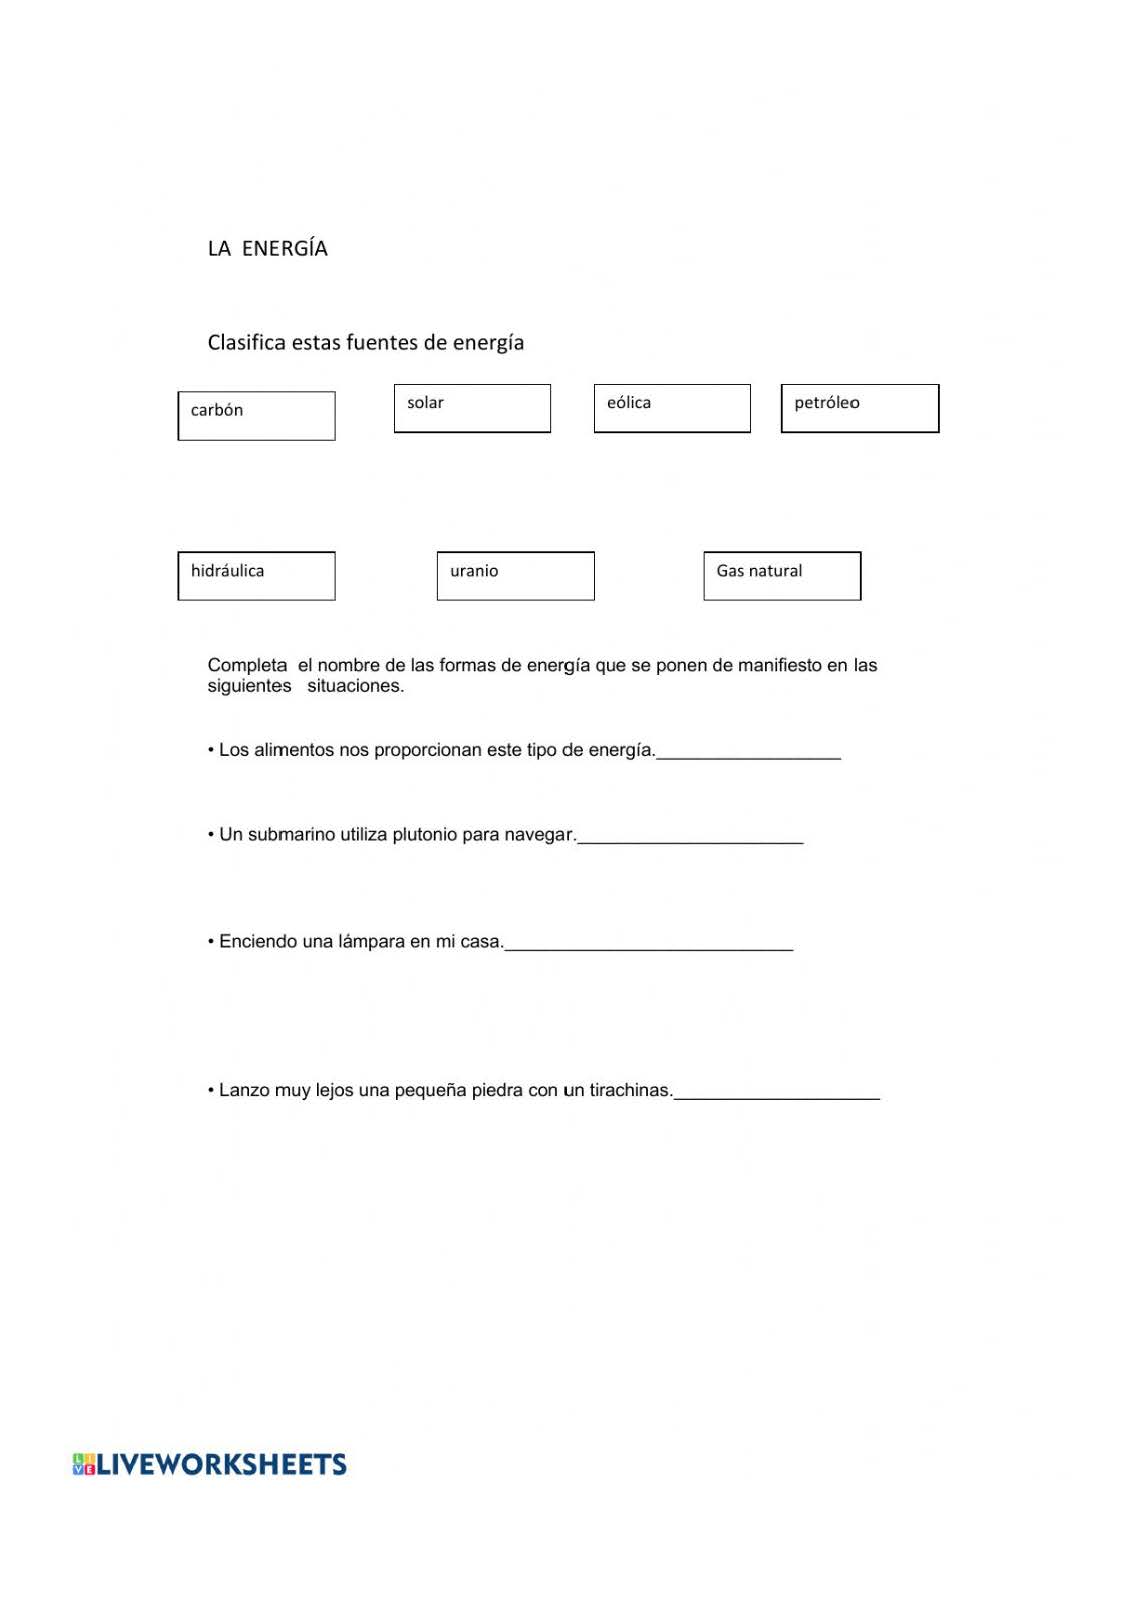 LA ENERGÍA
Clasifica estas fuentes de energía
carbón
solar
eólica
petróleo
hidráulica
uranio
Gas natural
Completa el nombre de las formas de energía que se ponen de manifiesto en las
siguientes situaciones.
• Los alimentos nos proporcionan este tipo de energía.__________________
• Un submarino utiliza plutonio para navegar.______________________
• Enciendo una lámpara en mi casa.____________________________
• Lanzo muy lejos una pequeña piedra con un tirachinas.____________________
LIVE LIVEWORKSHEETS